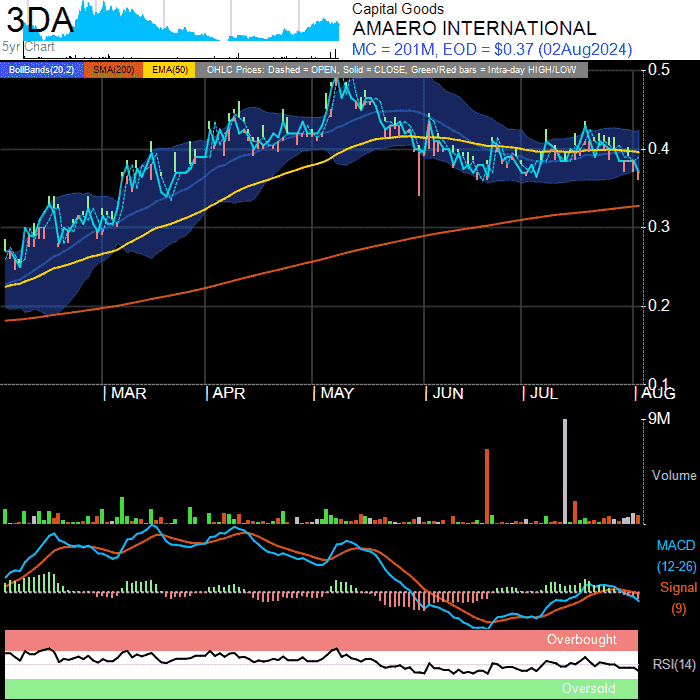 3DA
5yr Chart
Capital Goods
AMAERO INTERNATIONAL
MC = 201M, EOD = $0.37 (02Aug2024)
BollBands(20,2) SMA(200) EMA(50) OHLC Prices: Dashed = OPEN, Solid = CLOSE, Green/Red bars = Intra-day HIGH/LOW
0.5
0.4
0.3
0.2
0.1
MAR APR MAY JUN JUL AUG
9M
Volume
MACD
(12-26)
Signal
(9)
Overbought
RSI(14)
Oversold